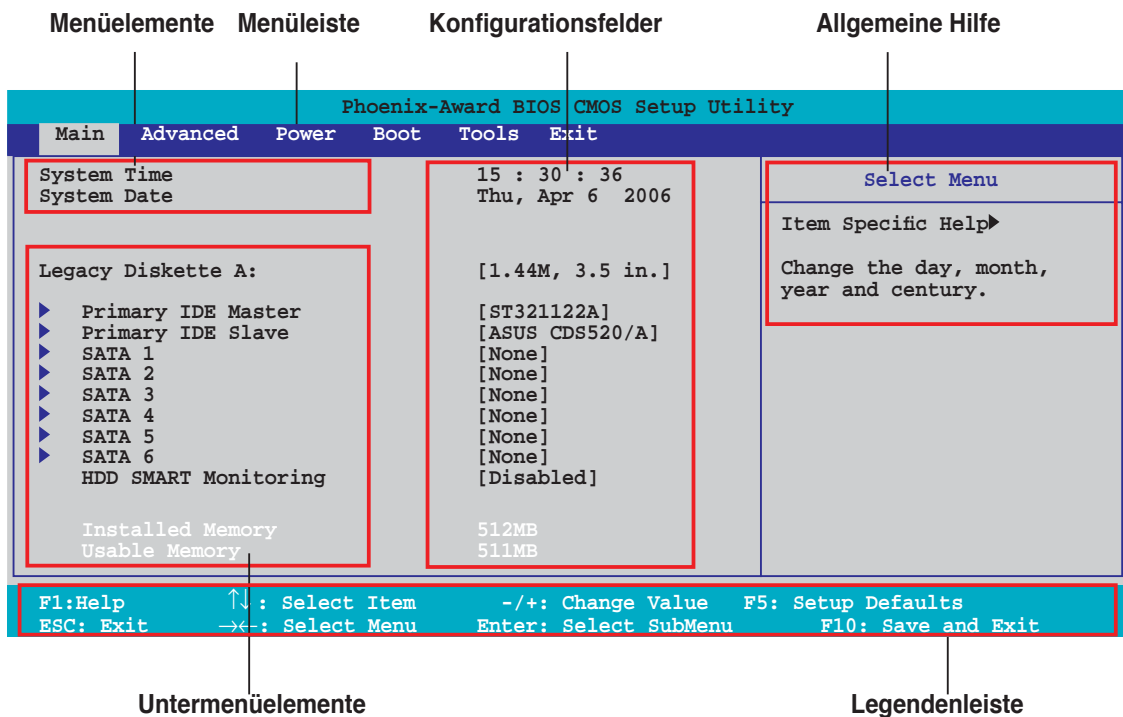 Menüelemente Menüleiste Konfigurationsfelder Allgemeine Hilfe
Phoenix-Award BIOS CMOS Setup Utility
Main Advanced Power Boot Tools Exit
System Time 15 : 30 : 36
System Date Thu, Apr 6 2006
Select Menu
Item Specific Help▶
Legacy Diskette A: [1.44M, 3.5 in.]
Change the day, month,
year and century.
▶ Primary IDE Master [ST321122A]
▶ Primary IDE Slave [ASUS CDS520/A]
▶ SATA 1 [None]
▶ SATA 2 [None]
▶ SATA 3 [None]
▶ SATA 4 [None]
▶ SATA 5 [None]
▶ SATA 6 [None]
HDD SMART Monitoring [Disabled]
Installed Memory 512MB
Usable Memory 511MB
F1:Help ↑↓: Select Item -/+: Change Value F5: Setup Defaults
ESC: Exit →←: Select Menu Enter: Select SubMenu F10: Save and Exit
Untermenüelemente Legendenleiste